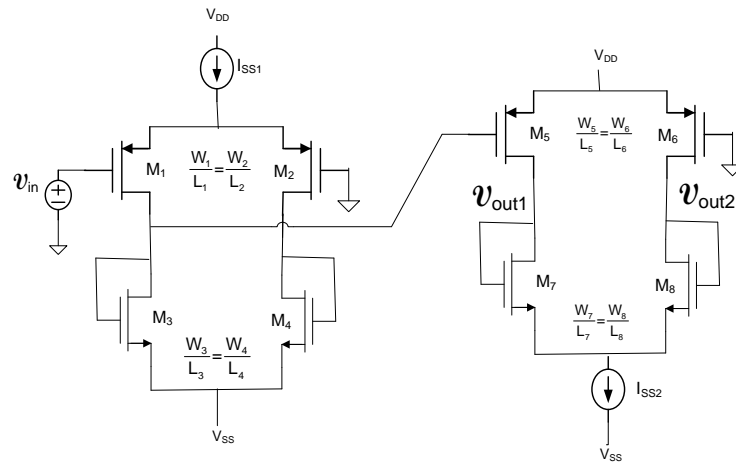 V_DD
I_SS1
V_DD
M_1
W_1/L_1 = W_2/L_2
M_2
M_5
W_5/L_5 = W_6/L_6
M_6
v_in
v_out1
v_out2
M_3
M_4
W_3/L_3 = W_4/L_4
M_7
M_8
W_7/L_7 = W_8/L_8
I_SS2
V_SS
V_SS